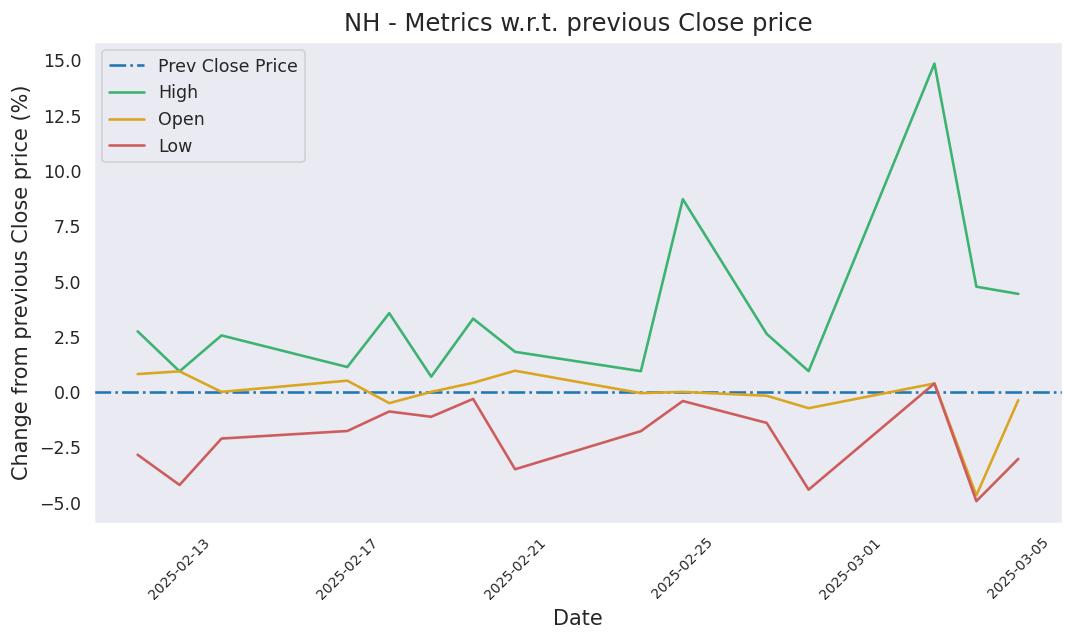 NH - Metrics w.r.t. previous Close price
Prev Close Price
High
Open
Low
Change from previous Close price (%)
15.0
12.5
10.0
7.5
5.0
2.5
0.0
−2.5
−5.0
2025-02-13
2025-02-17
2025-02-21
2025-02-25
2025-03-01
2025-03-05
Date